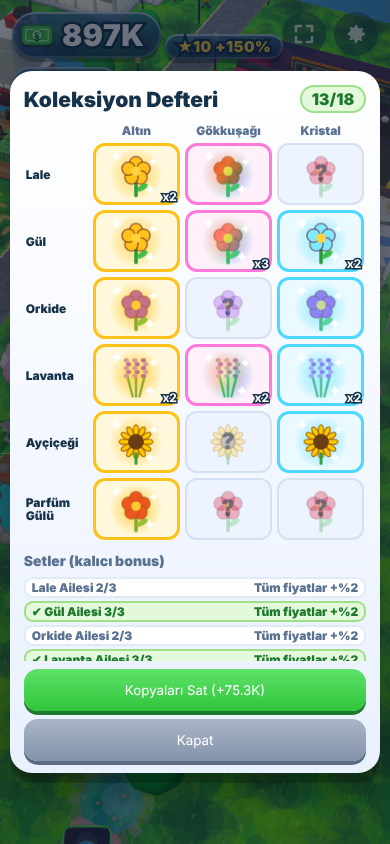 897K
★10 +150%
Koleksiyon Defteri
13/18
Altın Gökkuşağı Kristal
Lale
x2
?
Gül
x3
x2
Orkide
?
Lavanta
x2
x2
x2
Ayçiçeği
?
Parfüm
Gülü
?
?
Setler (kalıcı bonus)
Lale Ailesi 2/3 Tüm fiyatlar +%2
✓ Gül Ailesi 3/3 Tüm fiyatlar +%2
Orkide Ailesi 2/3 Tüm fiyatlar +%2
✓ Lavanta Ailesi 3/3 Tüm fiyatlar +%2
Kopyaları Sat (+75.3K)
Kapat